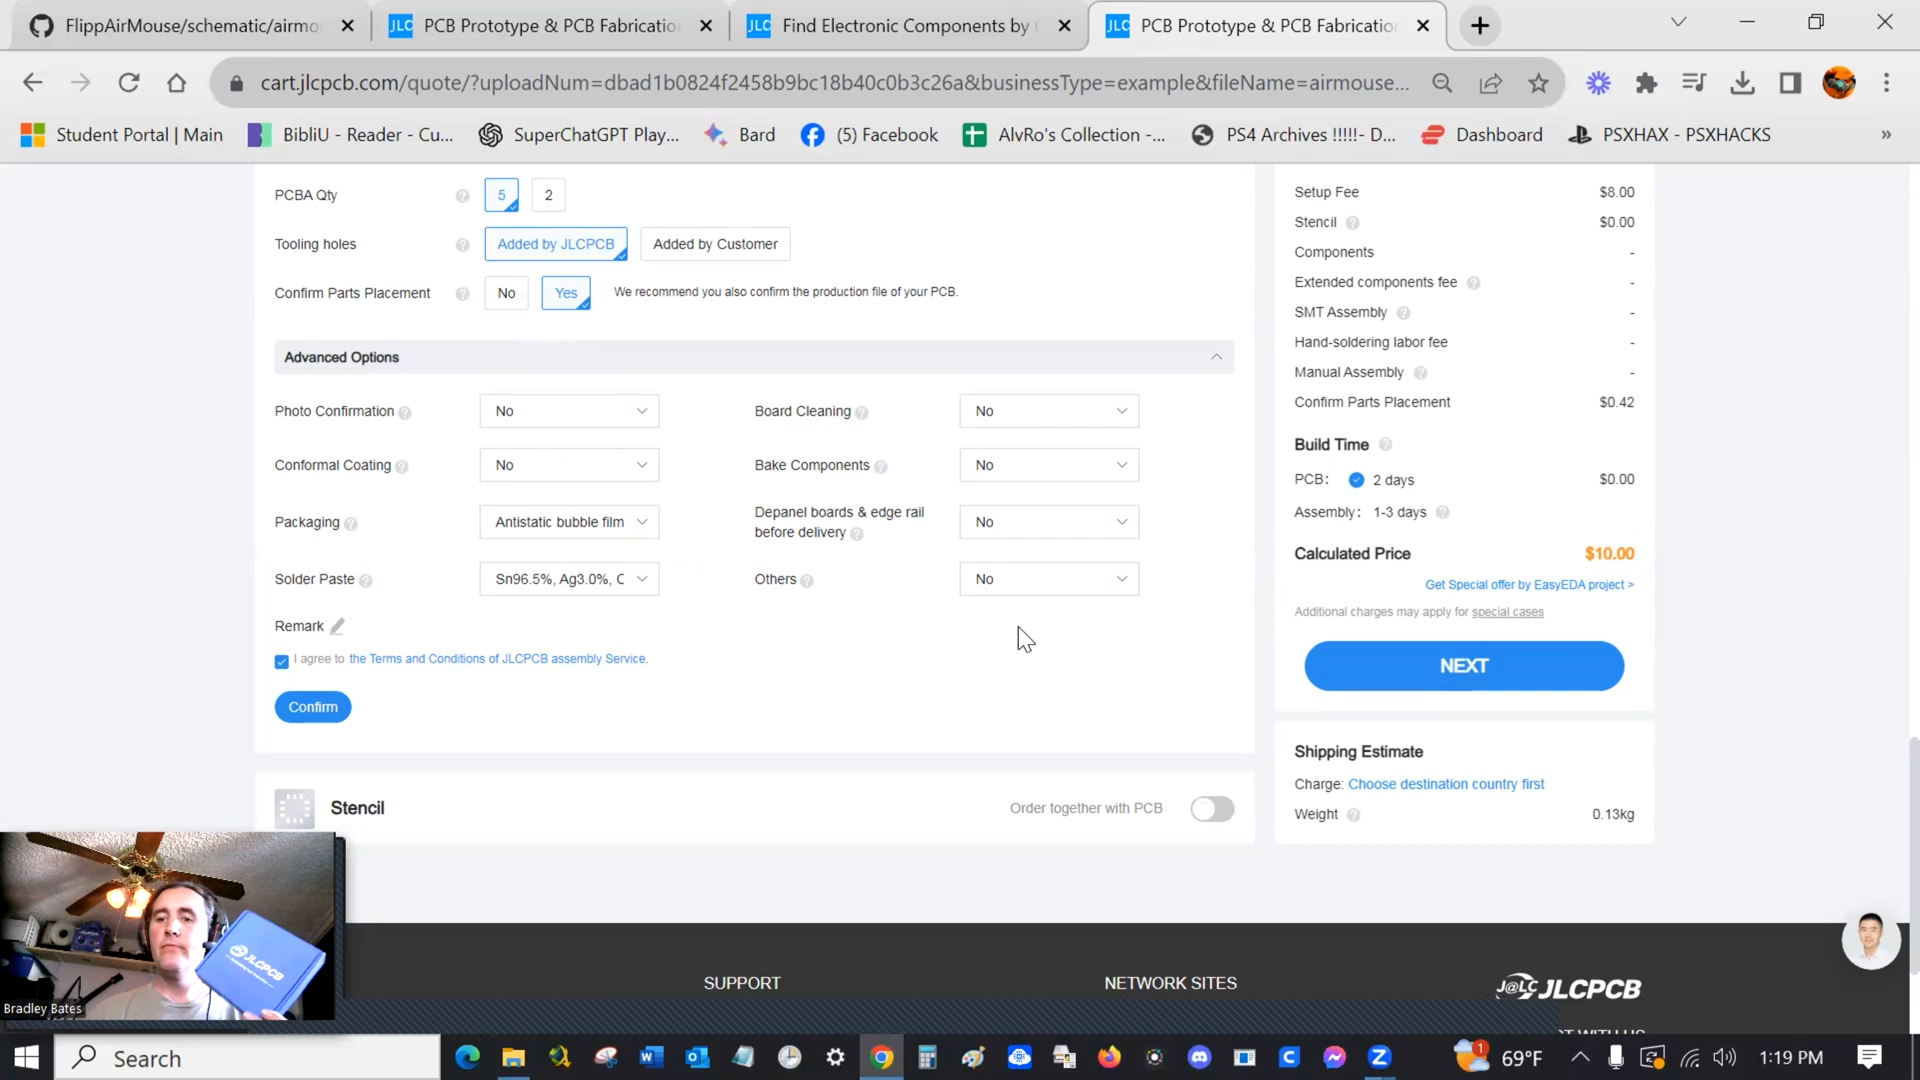 FlippAirMouse/schematic/airmo
JLC PCB Prototype & PCB Fabricatio
JLC Find Electronic Components by
JLC PCB Prototype & PCB Fabricatio
cart.jlcpcb.com/quote/?uploadNum=dbad1b0824f2458b9bc18b40c0b3c26a&businessType=example&fileName=airmouse...
Student Portal | Main
BibliU - Reader - Cu...
SuperChatGPT Play...
Bard
(5) Facebook
AlvRo's Collection -...
PS4 Archives !!!!!- D...
Dashboard
PSXHAX - PSXHACKS
»
PCBA Qty ? 5 2
Tooling holes ? Added by JLCPCB Added by Customer
Confirm Parts Placement ? No Yes We recommend you also confirm the production file of your PCB.
Advanced Options
Photo Confirmation ? No Board Cleaning ? No
Conformal Coating ? No Bake Components ? No
Packaging ? Antistatic bubble film
Depanel boards & edge rail
before delivery ? No
Solder Paste ? Sn96.5%, Ag3.0%, C Others ? No
Remark
I agree to the Terms and Conditions of JLCPCB assembly Service.
Confirm
Stencil Order together with PCB
Setup Fee $8.00
Stencil ? $0.00
Components -
Extended components fee ? -
SMT Assembly ? -
Hand-soldering labor fee -
Manual Assembly ? -
Confirm Parts Placement $0.42
Build Time ?
PCB: 2 days $0.00
Assembly: 1-3 days ?
Calculated Price $10.00
Get Special offer by EasyEDA project >
Additional charges may apply for special cases
NEXT
Shipping Estimate
Charge: Choose destination country first
Weight ? 0.13kg
SUPPORT
NETWORK SITES
J@LC JLCPCB
JLCPCB
Bradley Bates
Search
1
69°F
1:19 PM